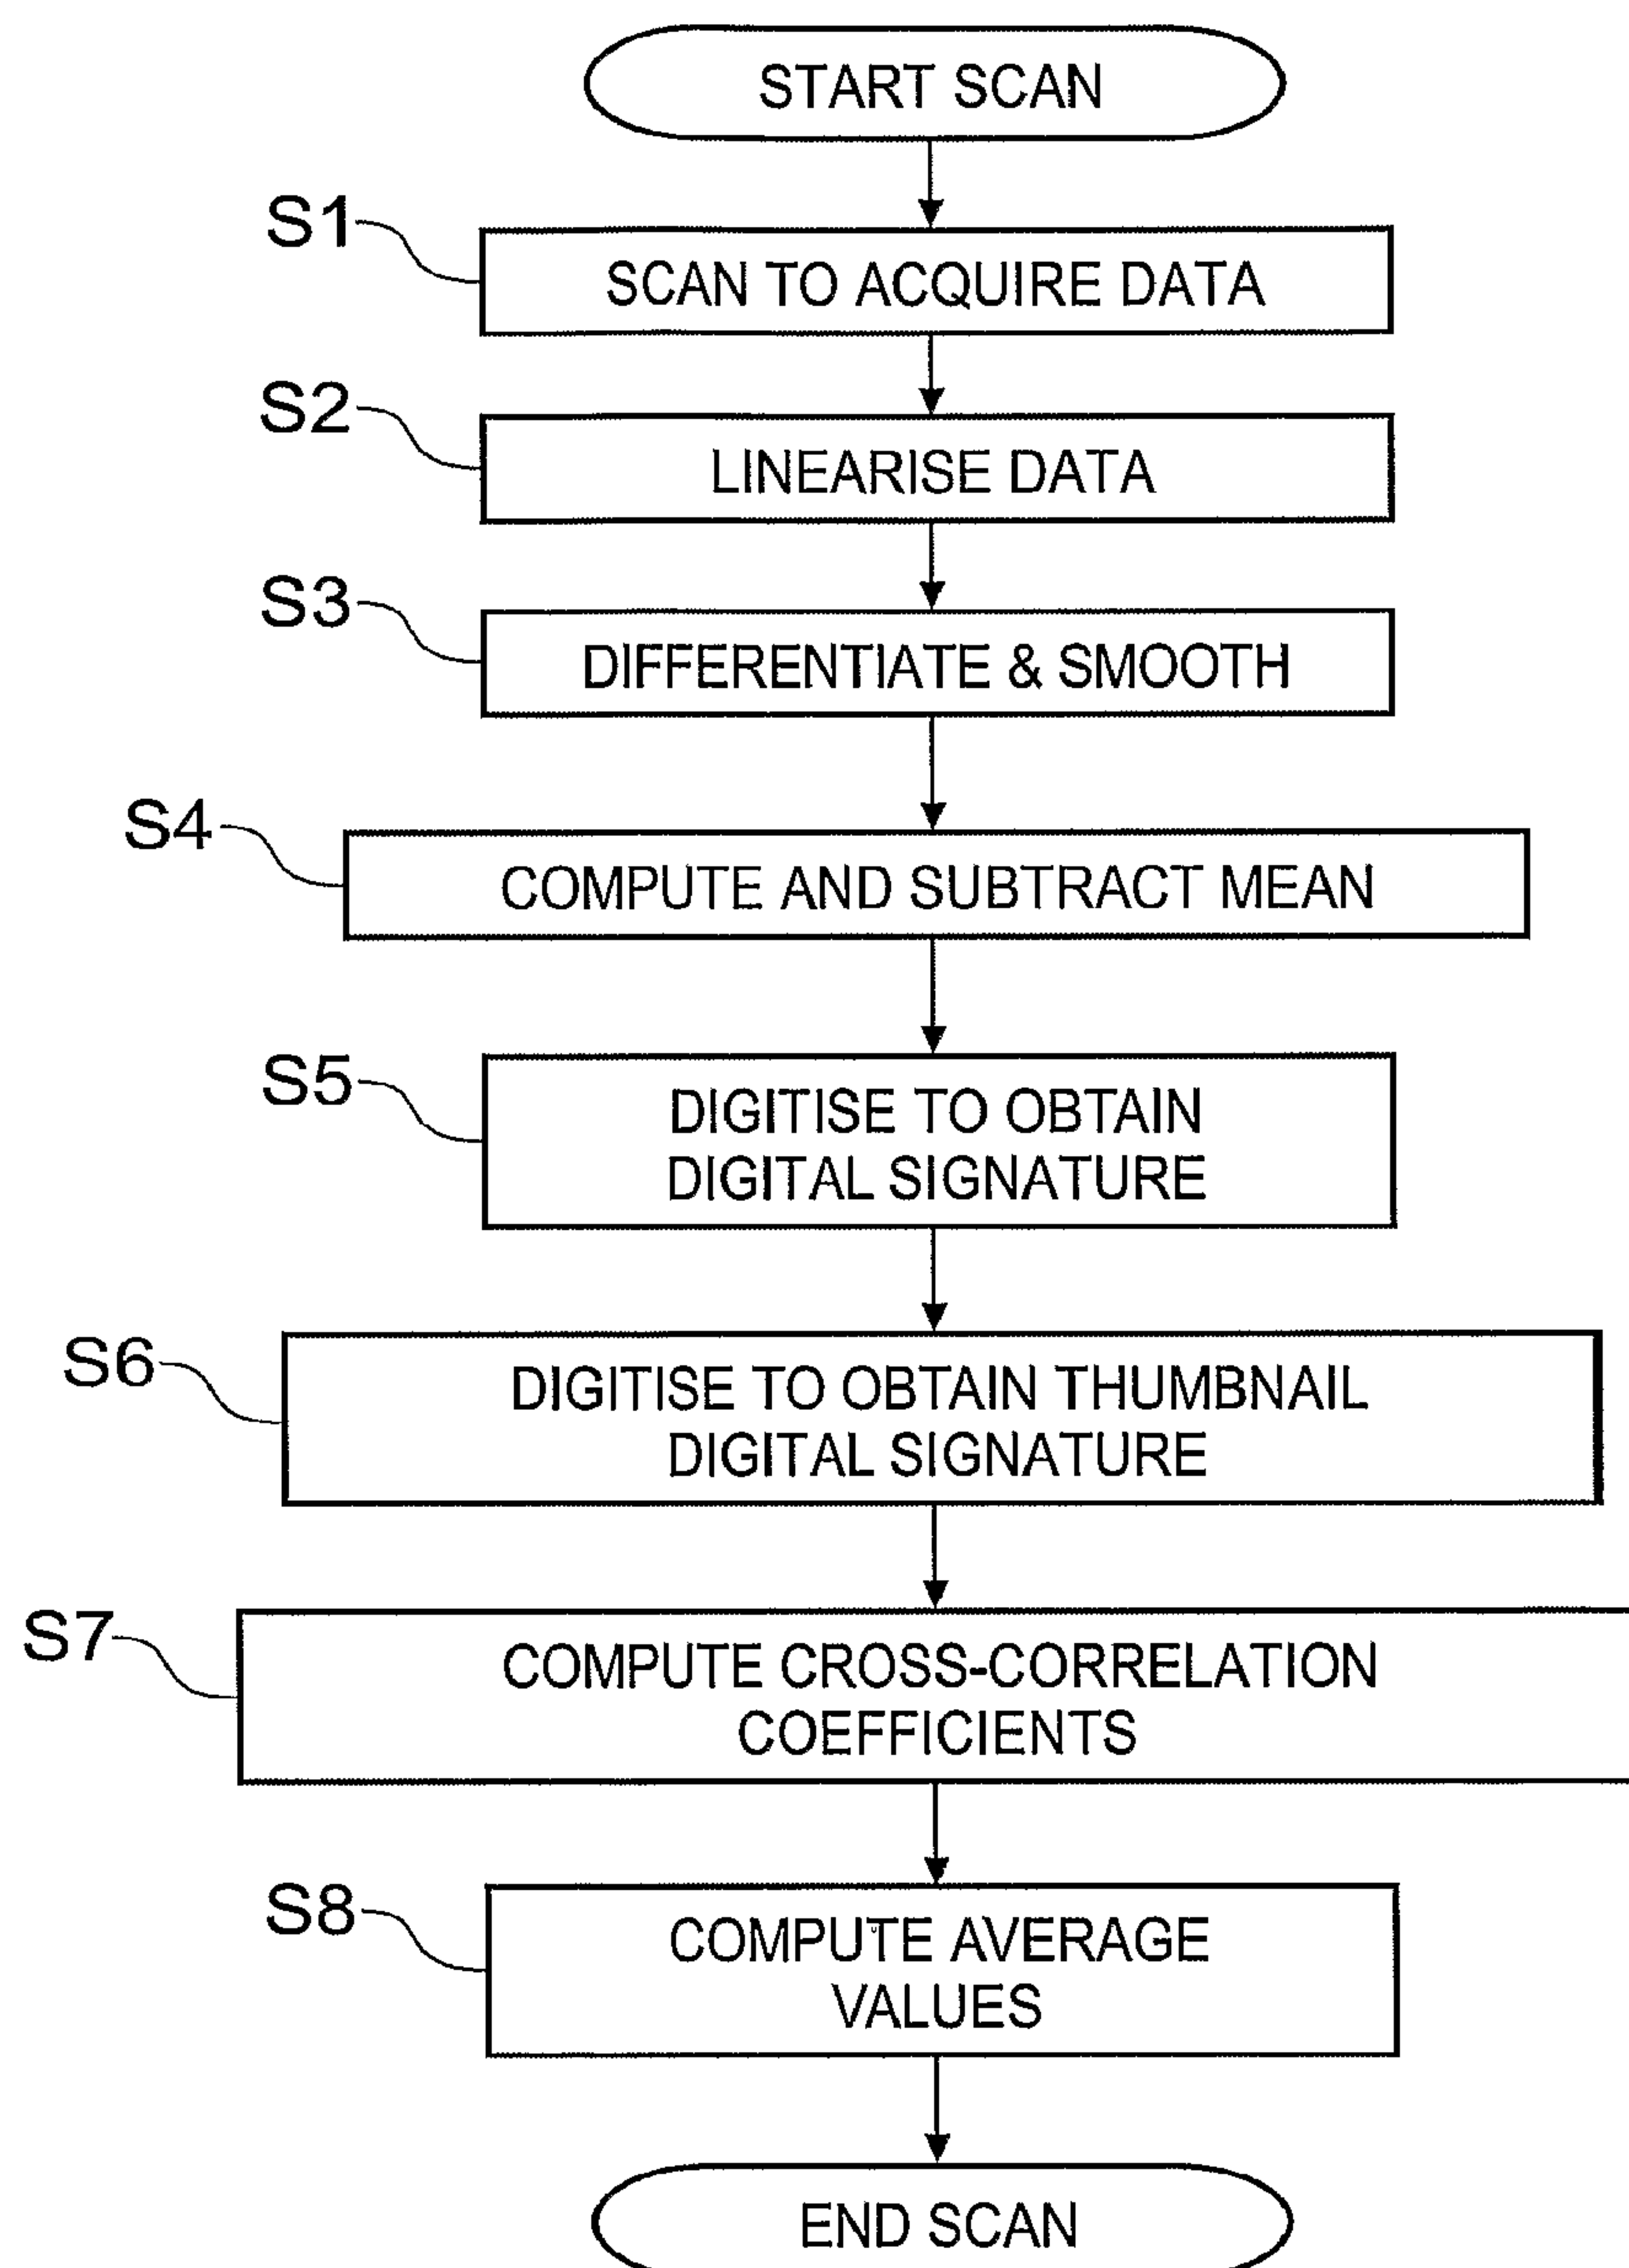 START SCAN
S1
SCAN TO ACQUIRE DATA
S2
LINEARISE DATA
S3
DIFFERENTIATE & SMOOTH
S4
COMPUTE AND SUBTRACT MEAN
S5
DIGITISE TO OBTAIN
DIGITAL SIGNATURE
S6
DIGITISE TO OBTAIN THUMBNAIL
DIGITAL SIGNATURE
S7
COMPUTE CROSS-CORRELATION
COEFFICIENTS
S8
COMPUTE AVERAGE
VALUES
END SCAN